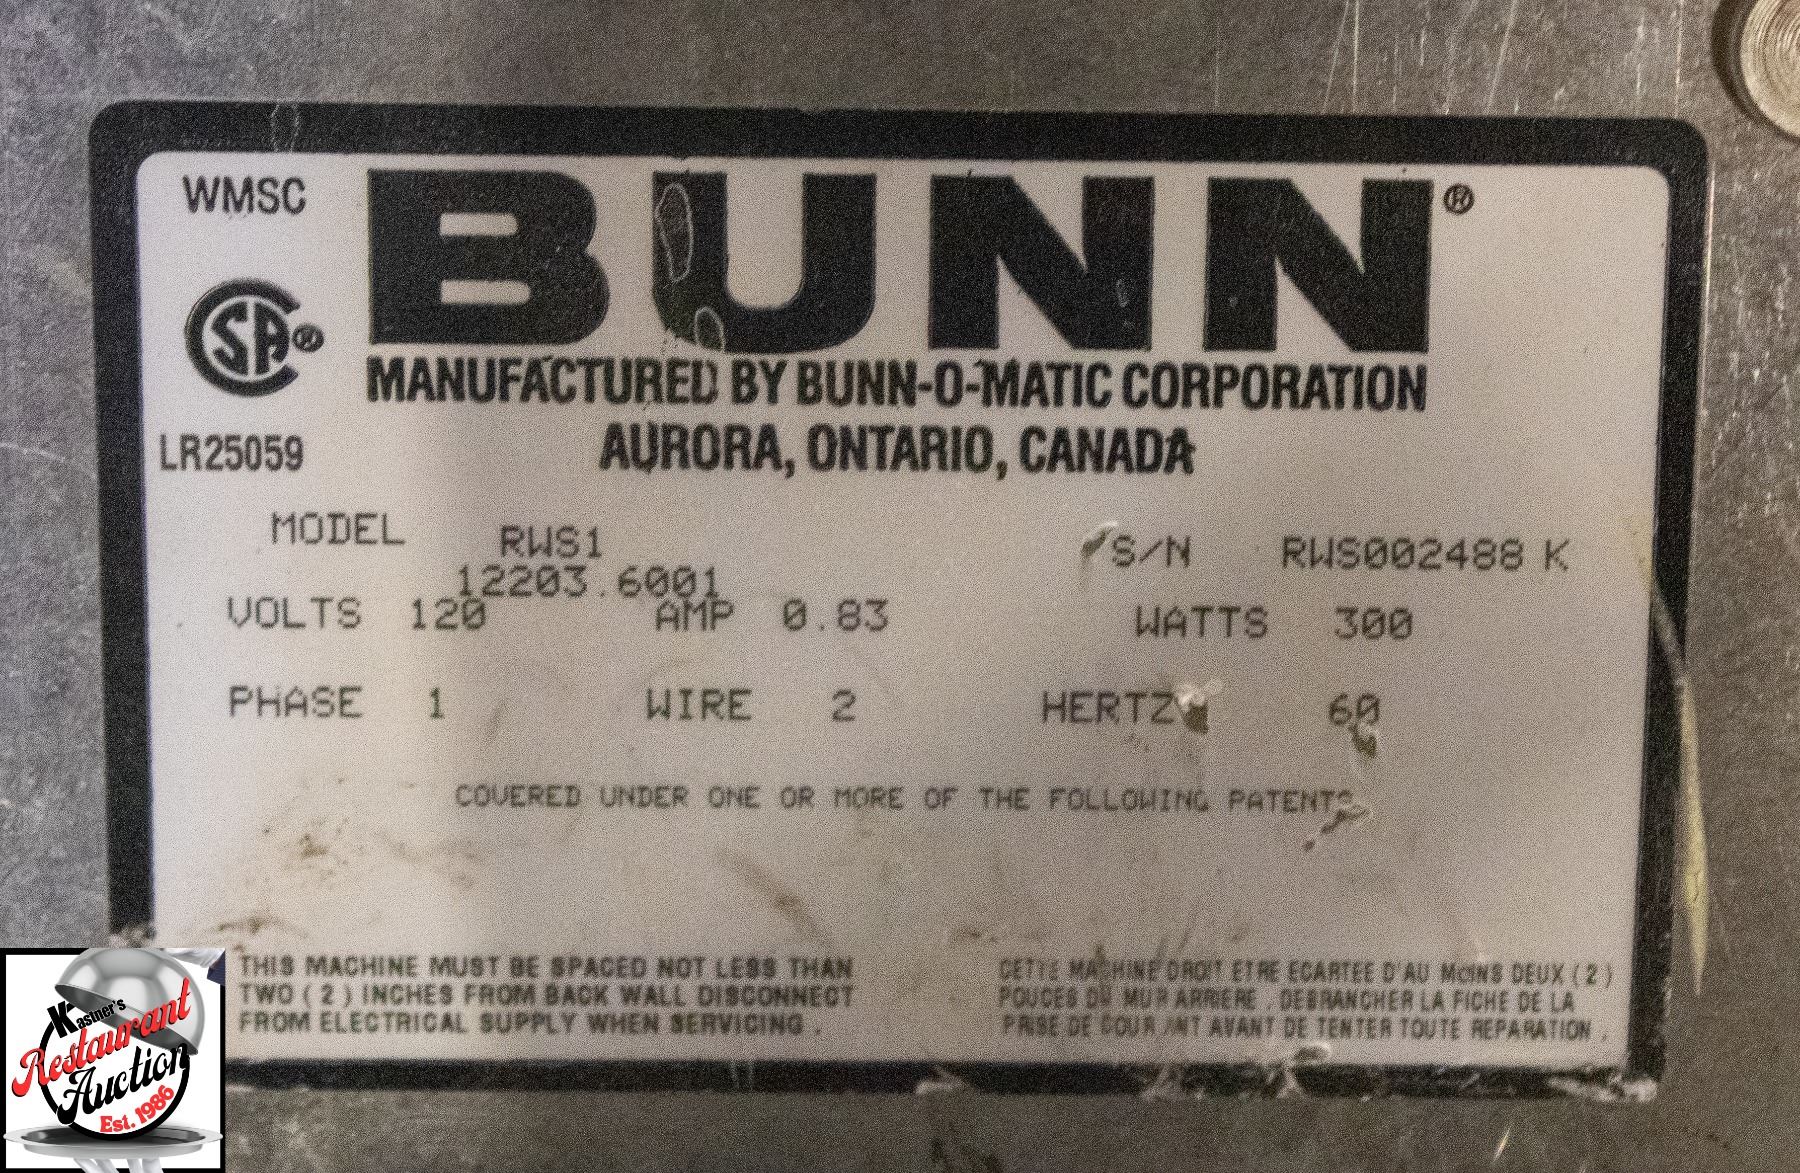 WMSC
BUNN®
CSA®
MANUFACTURED BY BUNN-O-MATIC CORPORATION
LR25059
AURORA, ONTARIO, CANADA
MODEL RWS1 S/N RWS002488 K
12203.6001
VOLTS 120 AMP 0.83 WATTS 300
PHASE 1 WIRE 2 HERTZ 60
COVERED UNDER ONE OR MORE OF THE FOLLOWING PATENTS
THIS MACHINE MUST BE SPACED NOT LESS THAN
TWO (2) INCHES FROM BACK WALL DISCONNECT
FROM ELECTRICAL SUPPLY WHEN SERVICING.
CETTE MACHINE DROIT ETRE ECARTEE D'AU MOINS DEUX (2)
POUCES DU MUR ARRIERE. DEBRANCHER LA FICHE DE LA
PRISE DE COURANT AVANT DE TENTER TOUTE REPARATION.
Kastner's
Restaurant
Auction
Est. 1986